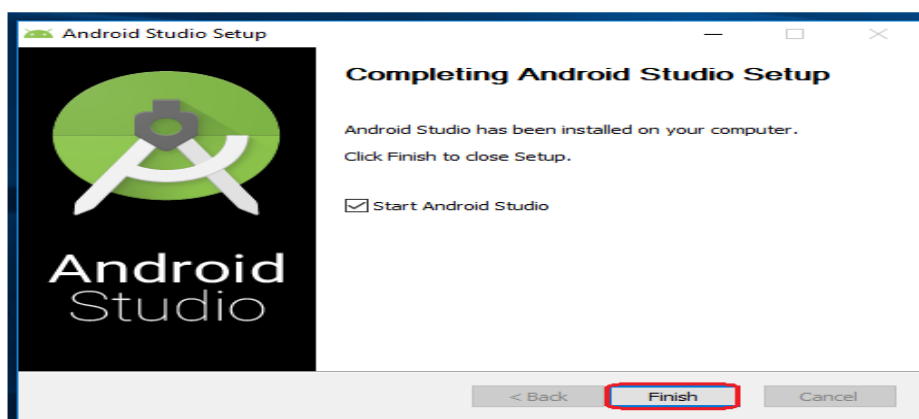 Android Studio Setup
Completing Android Studio Setup
Android Studio has been installed on your computer.
Click Finish to close Setup.
Start Android Studio
Android
Studio
< Back
Finish
Cancel